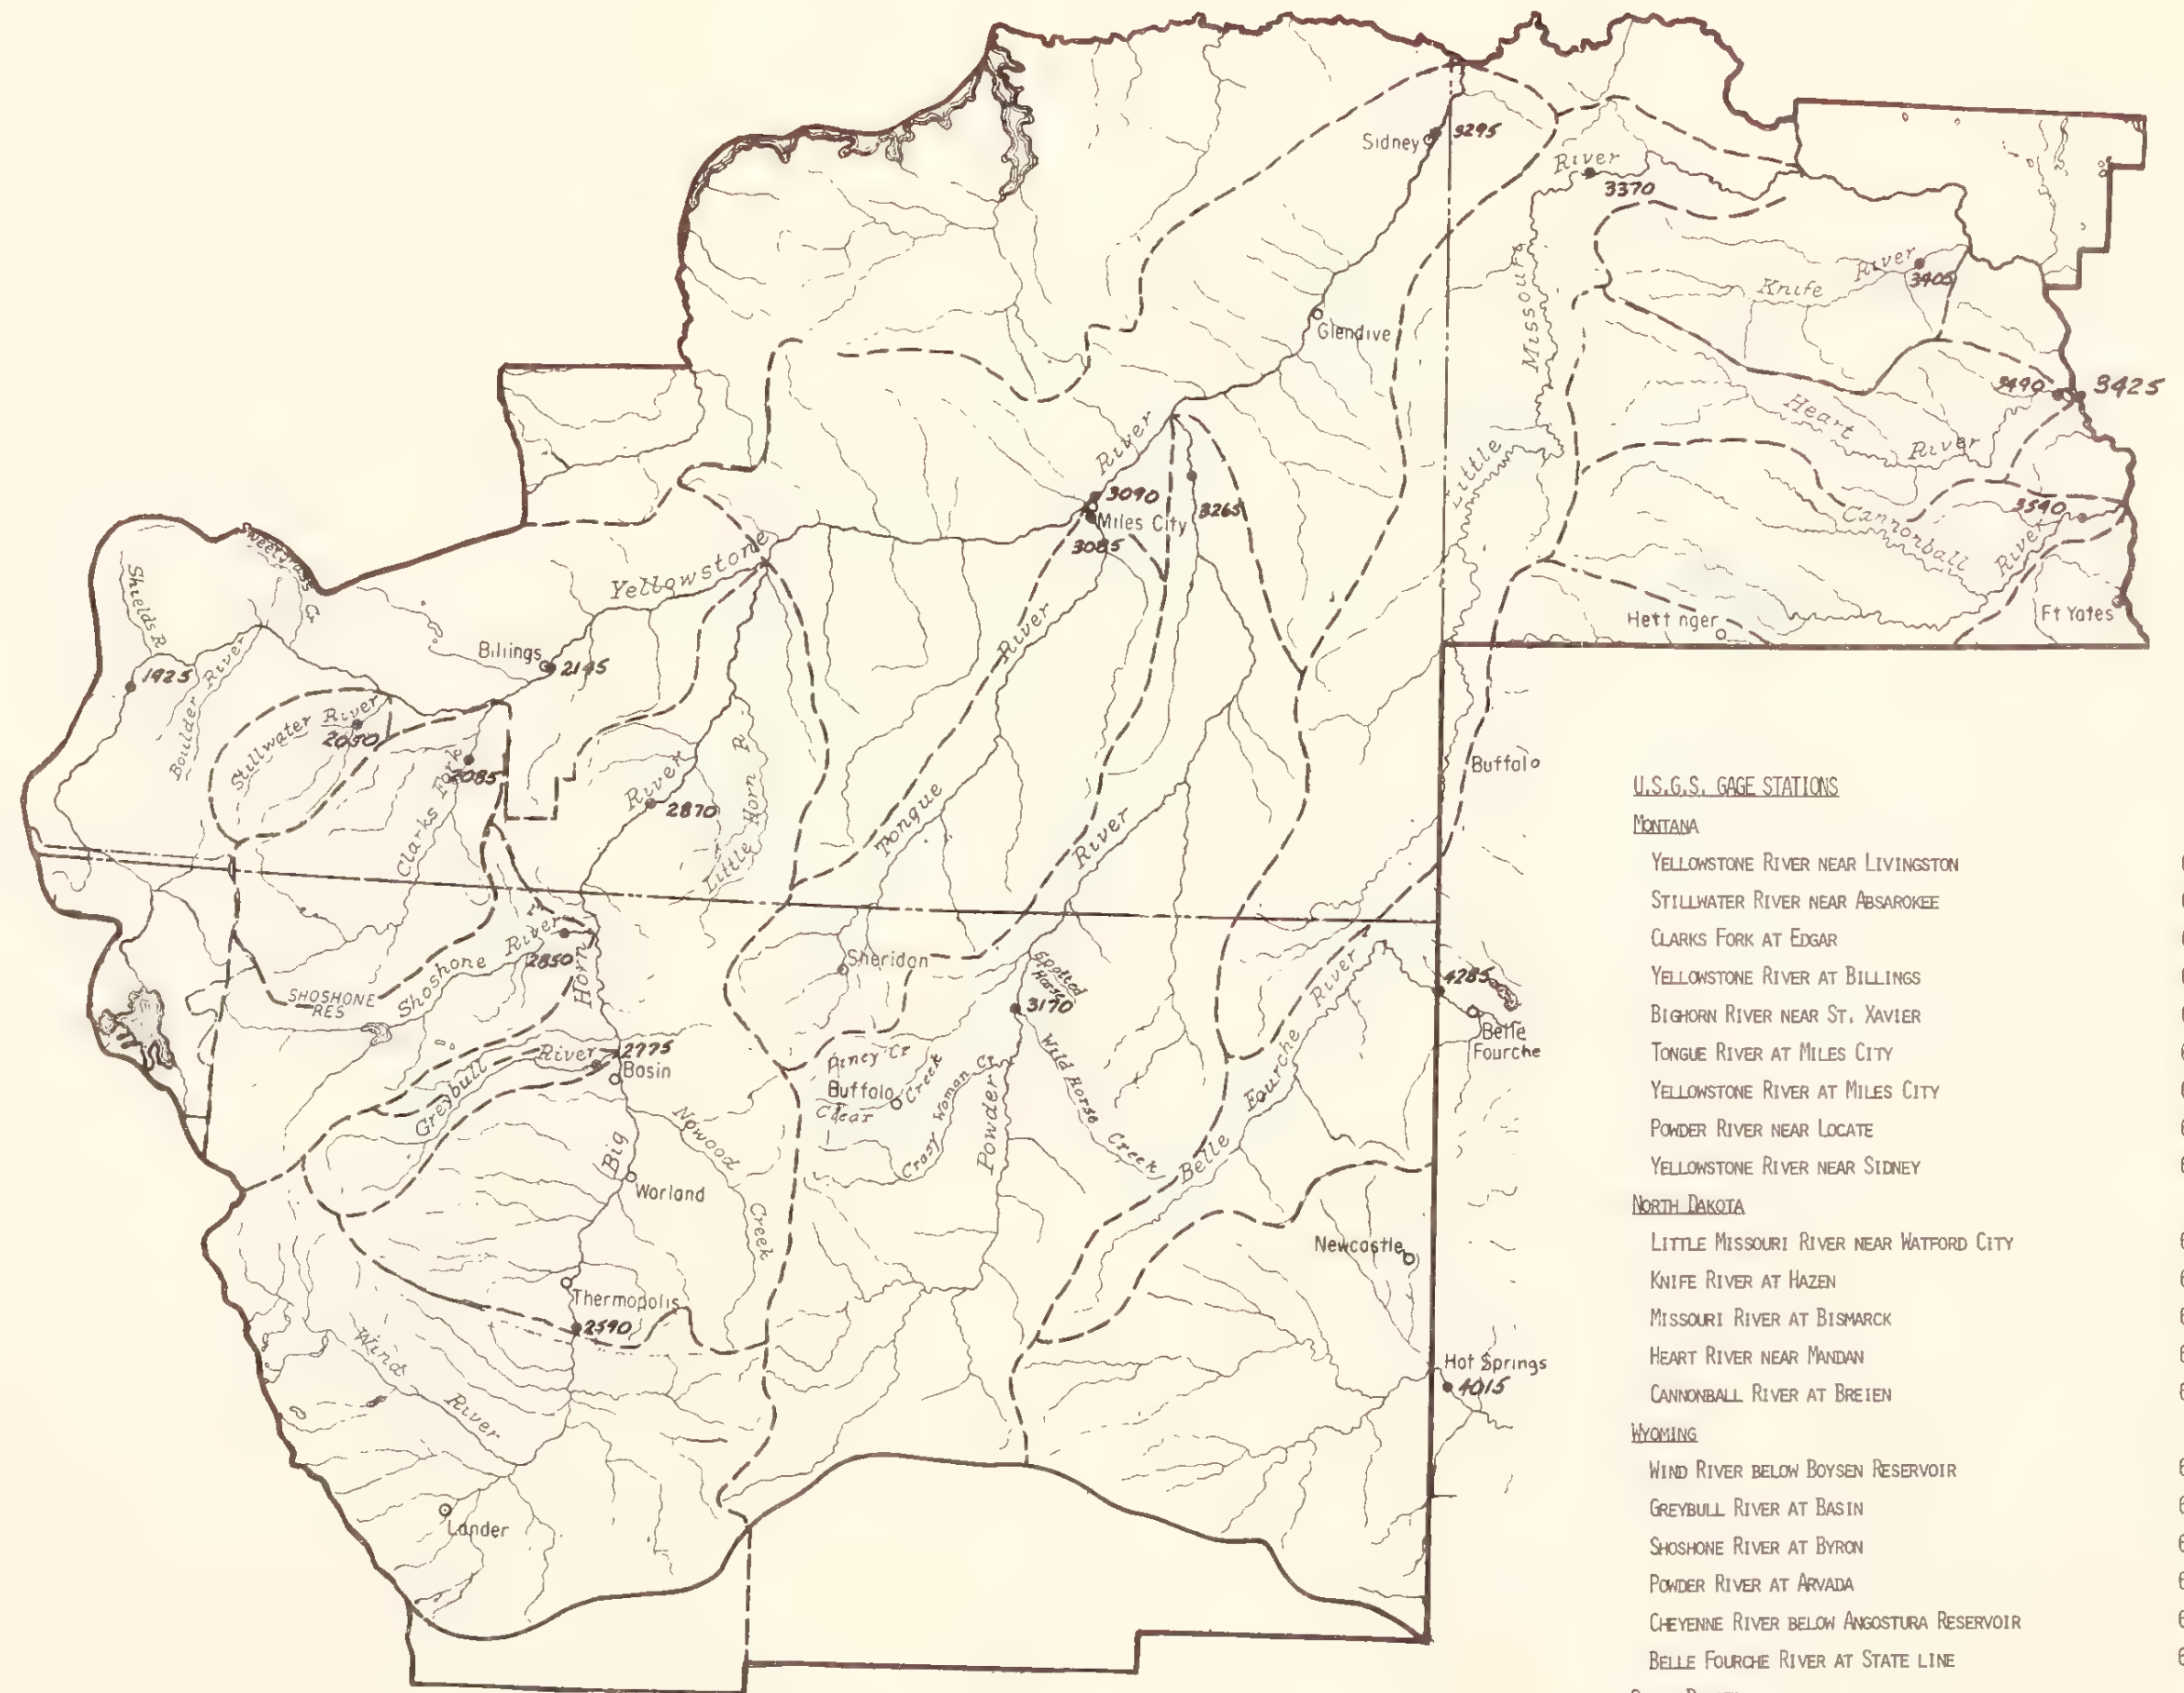 Sidney
3295
River
3370
Missouri
Little
Knife River
3405
Glendive
3490
3425
Heart River
Cannonball River
3590
Hettinger
Ft Yates
River
3090
Miles City
3085
3265
Sweetgrass Cr
Shields R
1925
Boulder River
Yellowstone
Billings
2145
Stillwater River
2050
Clarks Fork
2085
River
2870
Little Horn R.
Tongue River
River
Buffalo
Shoshone River
2850
SHOSHONE
RES
Horn
Sheridan
Spotted
Horse
3170
4285
Belle
Fourche
Greybull River
2775
Basin
Piney Cr
Buffalo
Clear Creek
Crazy Woman Cr
Powder
Wild Horse Creek
Belle Fourche River
Nowood Creek
Big
Worland
Newcastle
Thermopolis
2590
Wind River
Hot Springs
4015
Lander
U.S.G.S. GAGE STATIONS
MONTANA
YELLOWSTONE RIVER NEAR LIVINGSTON
STILLWATER RIVER NEAR ABSAROKEE
CLARKS FORK AT EDGAR
YELLOWSTONE RIVER AT BILLINGS
BIGHORN RIVER NEAR ST. XAVIER
TONGUE RIVER AT MILES CITY
YELLOWSTONE RIVER AT MILES CITY
POWDER RIVER NEAR LOCATE
YELLOWSTONE RIVER NEAR SIDNEY
NORTH DAKOTA
LITTLE MISSOURI RIVER NEAR WATFORD CITY
KNIFE RIVER AT HAZEN
MISSOURI RIVER AT BISMARCK
HEART RIVER NEAR MANDAN
CANNONBALL RIVER AT BREIEN
WYOMING
WIND RIVER BELOW BOYSEN RESERVOIR
GREYBULL RIVER AT BASIN
SHOSHONE RIVER AT BYRON
POWDER RIVER AT ARVADA
CHEYENNE RIVER BELOW ANGOSTURA RESERVOIR
BELLE FOURCHE RIVER AT STATE LINE